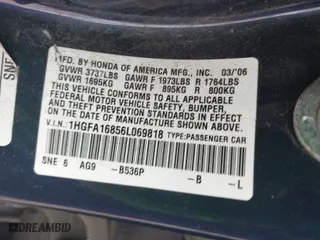 SNE
MFD. BY HONDA OF AMERICA MFG., INC. 03/'06
GVWR 3737LBS GAWR F 1973LBS R 1764LBS
GVWR 1695KG GAWR F 895KG R 800KG
THIS VEHICLE CONFORMS TO ALL APPLICABLE
FEDERAL MOTOR VEHICLE SAFETY, BUMPER,
AND THEFT PREVENTION STANDARDS IN EFFECT
ON THE DATE OF MANUFACTURE SHOWN ABOVE.
V.I.N.: 1HGFA16856L069818 TYPE: PASSENGER CAR
SNE 6 AG9 -B536P -B -L
DREAMBID